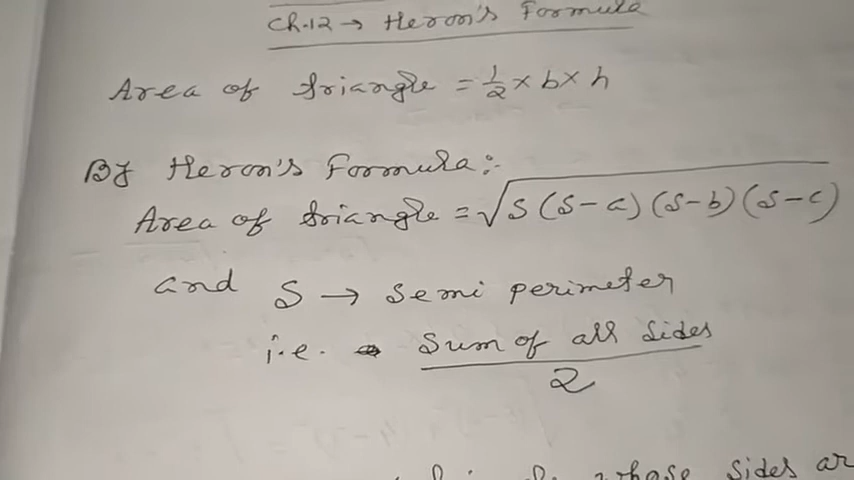 Ch.12 → Heron's Formula
Area of triangle = 1/2 × b × h
By Heron's Formula:-
Area of triangle = √S(S-a)(S-b)(S-c)
and S → Semi perimeter
i.e. Sum of all sides
2
whose sides ar